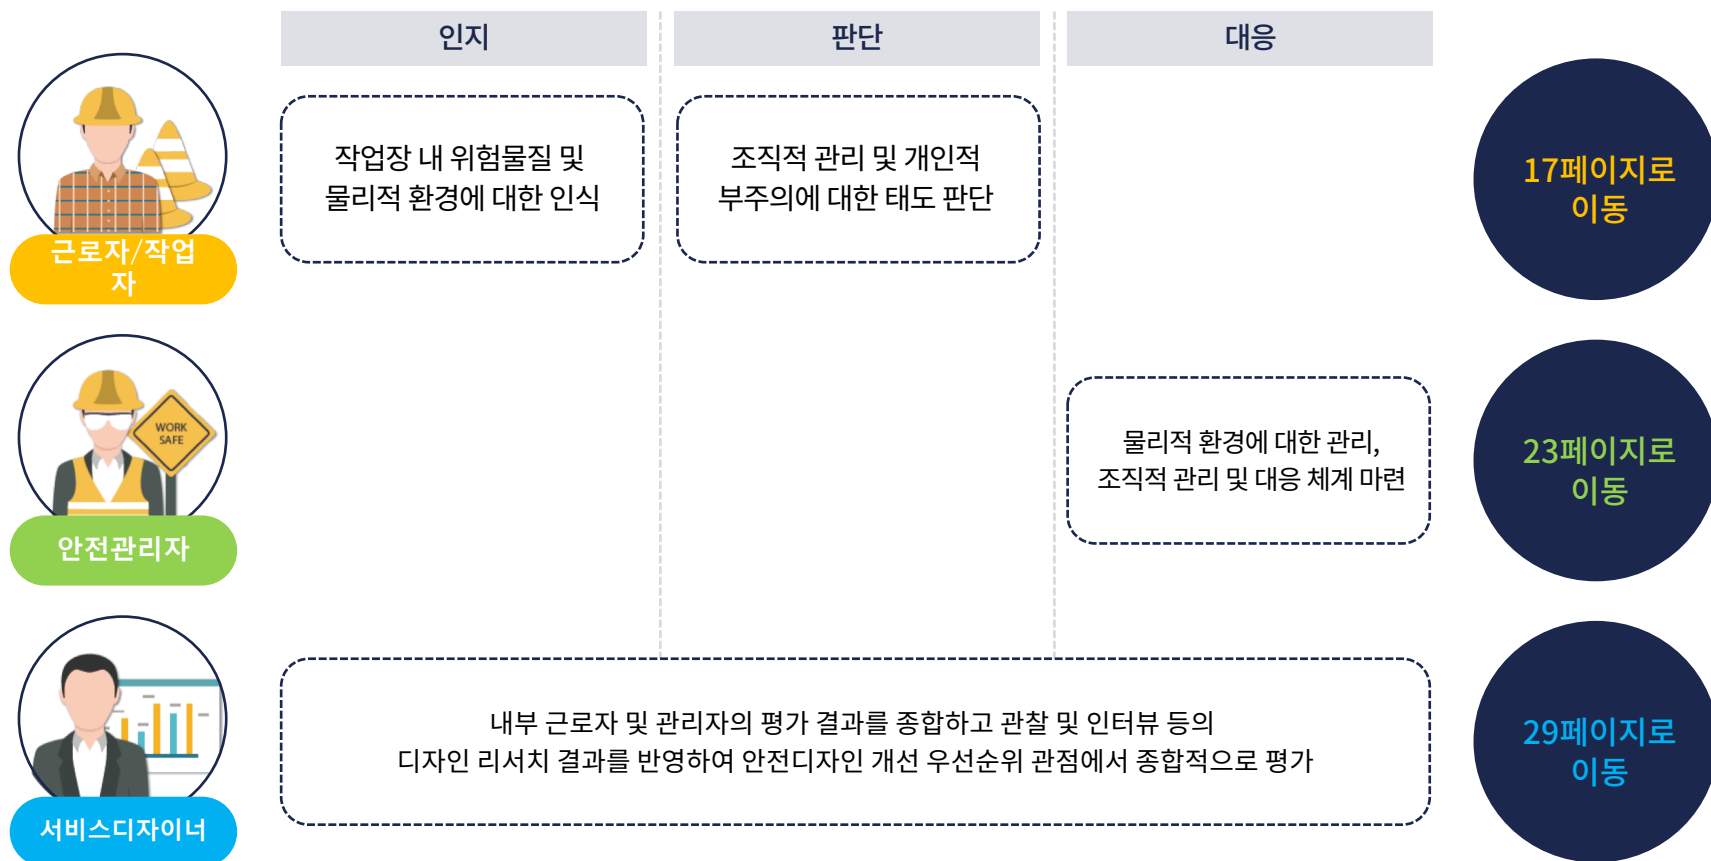 인지
판단
대응
작업장 내 위험물질 및
물리적 환경에 대한 인식
조직적 관리 및 개인적
부주의에 대한 태도 판단
17페이지로
이동
근로자/작업
자
WORK
SAFE
물리적 환경에 대한 관리,
조직적 관리 및 대응 체계 마련
23페이지로
이동
안전관리자
내부 근로자 및 관리자의 평가 결과를 종합하고 관찰 및 인터뷰 등의
디자인 리서치 결과를 반영하여 안전디자인 개선 우선순위 관점에서 종합적으로 평가
29페이지로
이동
서비스디자이너